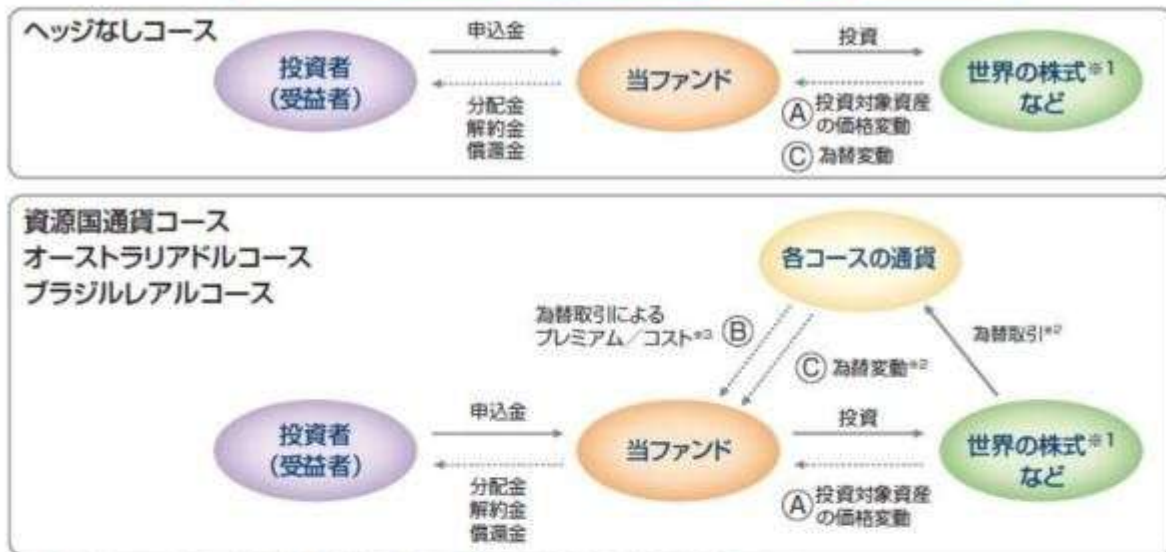 ヘッジなしコース
申込金
投資者
(受益者)
分配金
解約金
償還金
当ファンド
投資
Ⓐ 投資対象資産
の価格変動
Ⓒ 為替変動
世界の株式※1
など
資源国通貨コース
オーストラリアドルコース
ブラジルレアルコース
各コースの通貨
為替取引による
プレミアム/コスト※3 Ⓑ
Ⓒ 為替変動※2
為替取引※2
申込金
投資者
(受益者)
分配金
解約金
償還金
当ファンド
投資
Ⓐ 投資対象資産
の価格変動
世界の株式※1
など